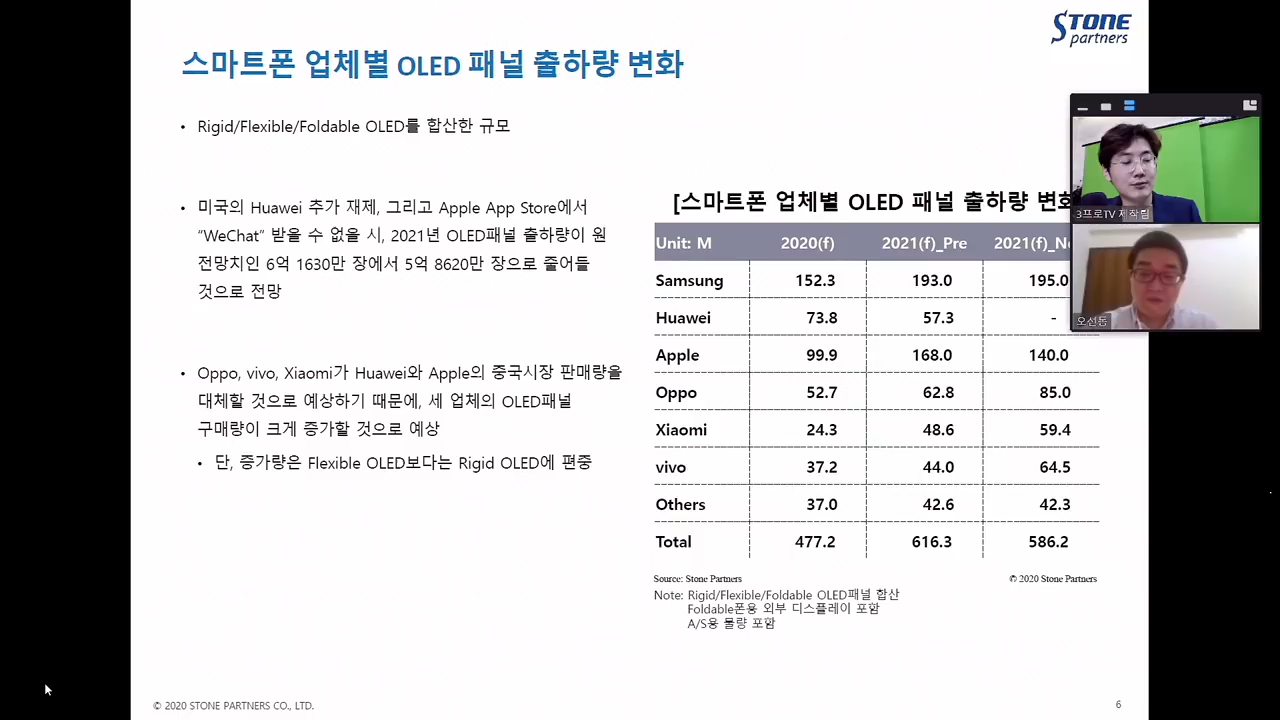 STONE
partners
스마트폰 업체별 OLED 패널 출하량 변화
• Rigid/Flexible/Foldable OLED를 합산한 규모
• 미국의 Huawei 추가 재제, 그리고 Apple App Store에서
“WeChat” 받을 수 없을 시, 2021년 OLED패널 출하량이 원
전망치인 6억 1630만 장에서 5억 8620만 장으로 줄어들
것으로 전망
• Oppo, vivo, Xiaomi가 Huawei와 Apple의 중국시장 판매량을
대체할 것으로 예상하기 때문에, 세 업체의 OLED패널
구매량이 크게 증가할 것으로 예상
• 단, 증가량은 Flexible OLED보다는 Rigid OLED에 편중
[스마트폰 업체별 OLED 패널 출하량 변화
Unit: M 2020(f) 2021(f)_Pre 2021(f)_N
Samsung 152.3 193.0 195.0
Huawei 73.8 57.3 -
Apple 99.9 168.0 140.0
Oppo 52.7 62.8 85.0
Xiaomi 24.3 48.6 59.4
vivo 37.2 44.0 64.5
Others 37.0 42.6 42.3
Total 477.2 616.3 586.2
Source: Stone Partners © 2020 Stone Partners
Note: Rigid/Flexible/Foldable OLED패널 합산
Foldable폰용 외부 디스플레이 포함
A/S용 물량 포함
3프로TV 제작팀
오선동
© 2020 STONE PARTNERS CO., LTD.
6